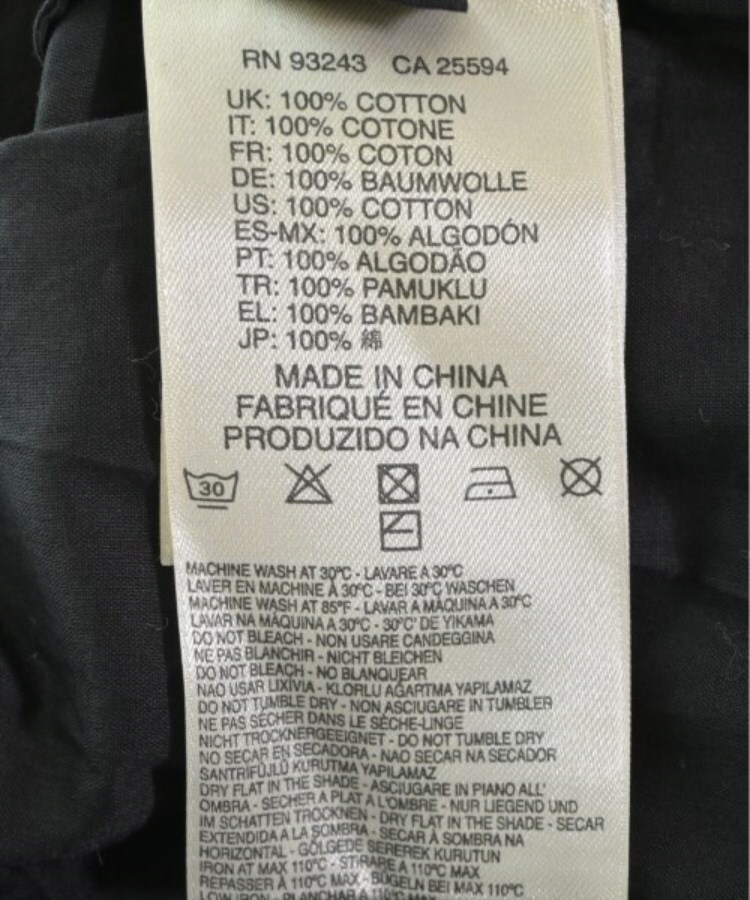 RN 93243 CA 25594
UK: 100% COTTON
IT: 100% COTONE
FR: 100% COTON
DE: 100% BAUMWOLLE
US: 100% COTTON
ES-MX: 100% ALGODÓN
PT: 100% ALGODÃO
TR: 100% PAMUKLU
EL: 100% BAMBAKI
JP: 100% 綿
MADE IN CHINA
FABRIQUÉ EN CHINE
PRODUZIDO NA CHINA
30
MACHINE WASH AT 30°C - LAVARE A 30°C
LAVER EN MACHINE À 30°C - BEI 30°C WASCHEN
MACHINE WASH AT 85°F - LAVAR A MÁQUINA A 30°C
LAVAR NA MÁQUINA A 30°C - 30°C' DE YIKAMA
DO NOT BLEACH - NON USARE CANDEGGINA
NE PAS BLANCHIR - NICHT BLEICHEN
DO NOT BLEACH - NO BLANQUEAR
NAO USAR LIXÍVIA - KLORLU AGARTMA YAPILAMAZ
DO NOT TUMBLE DRY - NON ASCIUGARE IN TUMBLER
NE PAS SÉCHER DANS LE SÈCHE-LINGE
NICHT TROCKNERGEEIGNET - DO NOT TUMBLE DRY
NO SECAR EN SECADORA - NAO SECAR NA SECADOR
SANTRİFÜJLÜ KURUTMA YAPILAMAZ
DRY FLAT IN THE SHADE - ASCIUGARE IN PIANO ALL'
OMBRA - SECHER A PLAT A L'OMBRE - NUR LIEGEND UND
IM SCHATTEN TROCKNEN - DRY FLAT IN THE SHADE - SECAR
EXTENDIDA A LA SOMBRA - SECAR À SOMBRA NA
HORIZONTAL - GÖLGEDE SEREREK KURUTUN
IRON AT MAX 110°C - STIRARE A 110°C MAX
REPASSER À 110°C MAX - BÜGELN BEI MAX 110°C
LOW IRON - PLANCHAR A 110°C MAX